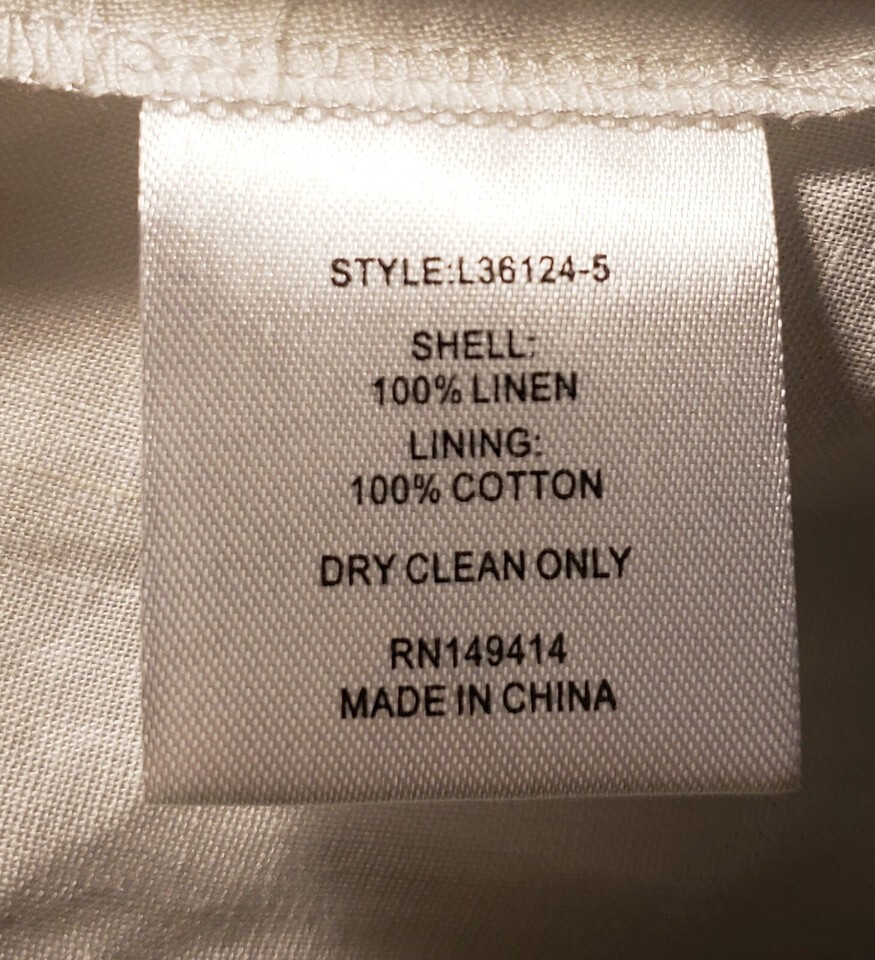 STYLE:L36124-5
SHELL:
100% LINEN
LINING:
100% COTTON
DRY CLEAN ONLY
RN149414
MADE IN CHINA